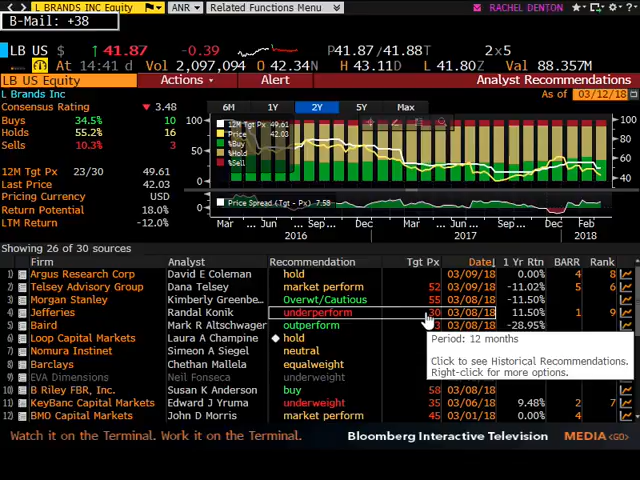 L BRANDS INC Equity ANR Related Functions Menu RACHEL DENTON
B-Mail: +38
LB US $ 41.87 -0.39 P41.87/41.88T 2x5
At 14:41 d Vol 2,097,094 O 42.34N H 43.11D L 41.80Z Val 88.357M
LB US Equity Actions Alert Analyst Recommendations
L Brands Inc As of 03/12/18
Consensus Rating 3.48
Buys 34.5% 10
Holds 55.2% 16
Sells 10.3% 3
12M Tgt Px 23/30 49.61
Last Price 42.03
Pricing Currency USD
Return Potential 18.0%
LTM Return -12.0%
6M 1Y 2Y 5Y Max
12M Tgt Px 49.61
Price 42.03
%Buy
%Hold
%Sell
100
50
0
100
80
60
40
Price Spread (Tgt - Px) 7.58
0
Mar ... Jun ... Sep ... Dec ... Mar ... Jun ... Sep ... Dec Feb
2016 2017 2018
Showing 26 of 30 sources
Firm Analyst Recommendation Tgt Px Date 1 Yr Rtn BARR Rank
1) Argus Research Corp David E Coleman hold 03/09/18 0.00% 4 8
2) Telsey Advisory Group Dana Telsey market perform 52 03/08/18 -11.02% 5 6
3) Morgan Stanley Kimberly Greenbe... Overwt/Cautious 55 03/08/18 11.50%
4) Jefferies Randal Konik underperform 30 03/08/18 11.50% 1 9
5) Baird Mark R Altschwager outperform 03/08/18 -28.95%
6) Loop Capital Markets Laura A Champine hold
7) Nomura Instinet Simeon A Siegel neutral
8) Barclays Chethan Mallela equalweight
9) EVA Dimensions Neil Fonseca underweight
10) B Riley FBR, Inc. Susan K Anderson buy 58 03/08/18
11) KeyBanc Capital Markets Edward J Yruma underweight 35 03/06/18 9.48% 2 7
12) BMO Capital Markets John D Morris market perform 45 03/01/18 0.00% 4
Period: 12 months
Click to see Historical Recommendations.
Right-click for more options.
Watch it on the Terminal. Work it on the Terminal. Bloomberg Interactive Television MEDIA <GO>